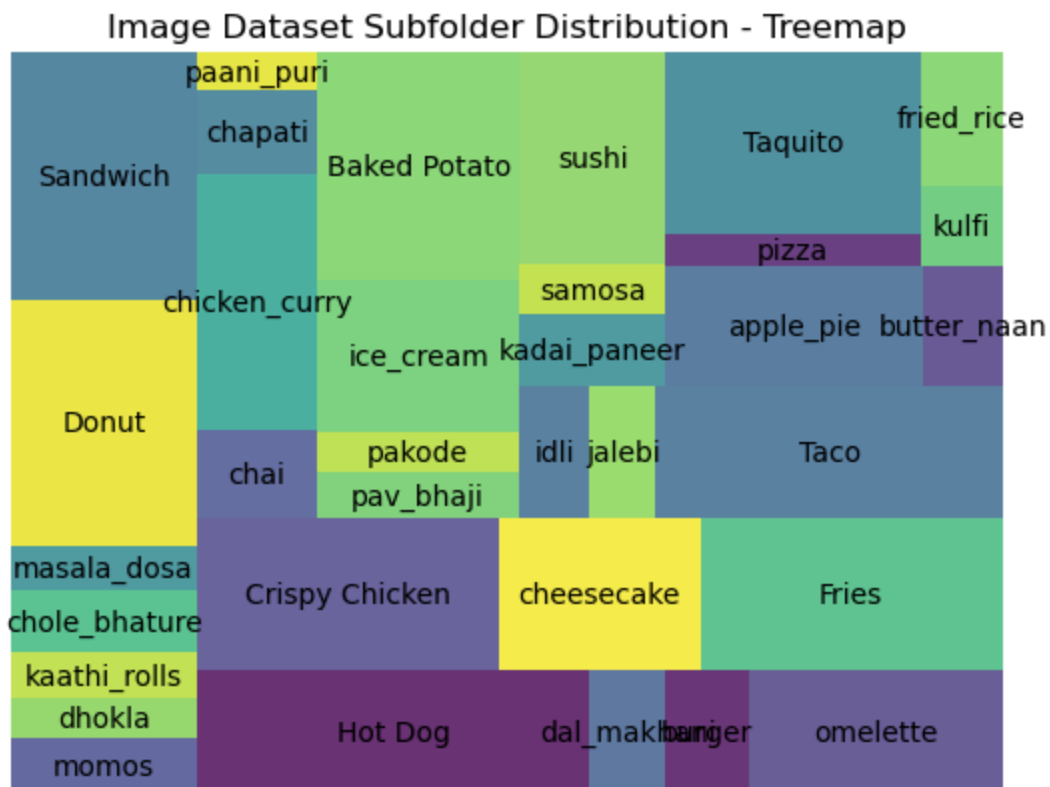 Image Dataset Subfolder Distribution - Treemap
paani_puri
chapati
Sandwich
Baked Potato
sushi
Taquito
fried_rice
kulfi
pizza
samosa
chicken_curry
ice_cream
kadai_paneer
apple_pie
butter_naan
Donut
chai
pakode
pav_bhaji
idli
jalebi
Taco
masala_dosa
chole_bhature
kaathi_rolls
dhokla
momos
Crispy Chicken
cheesecake
Fries
Hot Dog
dal_makhani
burger
omelette